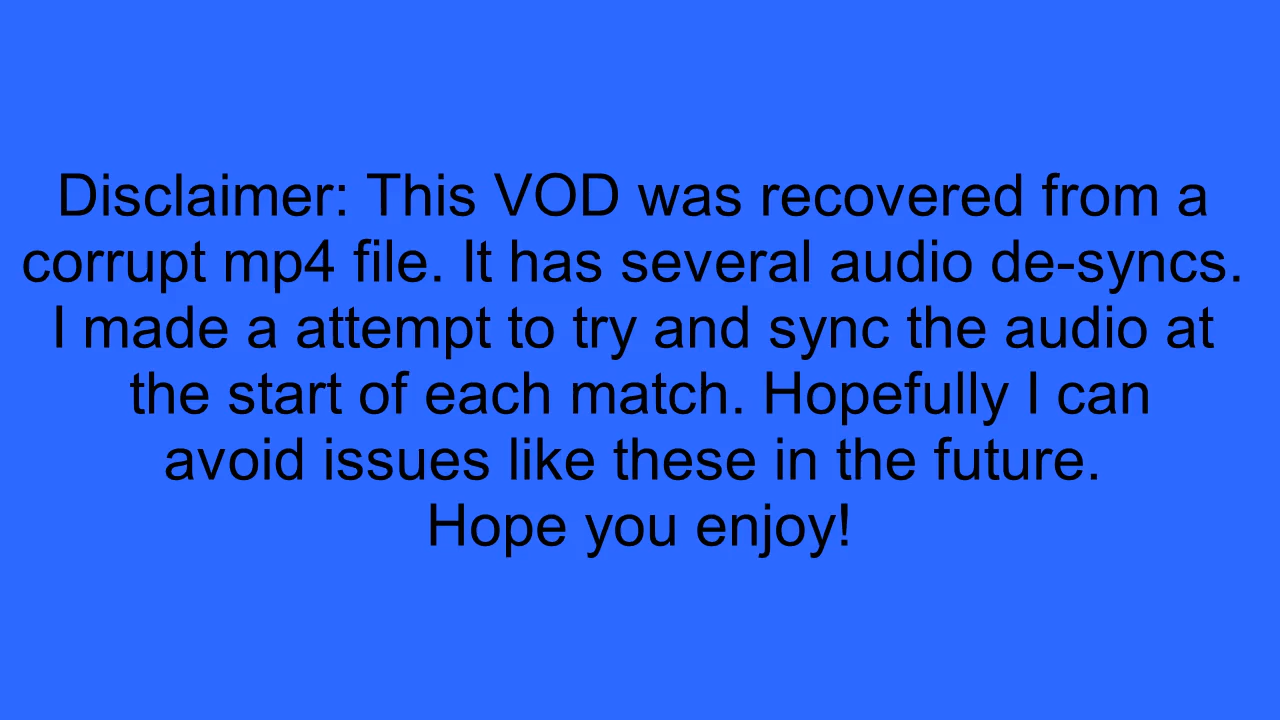 Disclaimer: This VOD was recovered from a
corrupt mp4 file. It has several audio de-syncs.
I made a attempt to try and sync the audio at
the start of each match. Hopefully I can
avoid issues like these in the future.
Hope you enjoy!